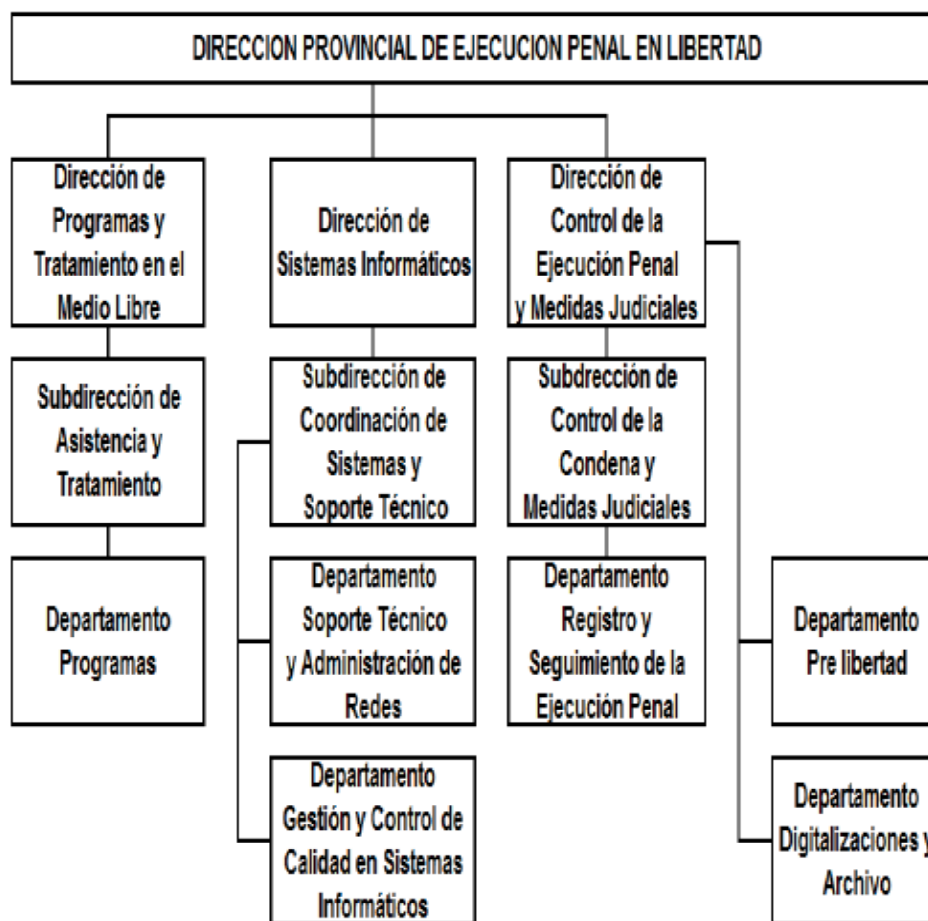 DIRECCION PROVINCIAL DE EJECUCION PENAL EN LIBERTAD
Dirección de
Programas y
Tratamiento en el
Medio Libre
Dirección de
Sistemas Informáticos
Dirección de
Control de la
Ejecución Penal
y Medidas Judiciales
Subdirección de
Asistencia y
Tratamiento
Subdirección de
Coordinación de
Sistemas y
Soporte Técnico
Subdrección de
Control de la
Condena y
Medidas Judiciales
Departamento
Programas
Departamento
Soporte Técnico
y Administración de
Redes
Departamento
Registro y
Seguimiento de la
Ejecución Penal
Departamento
Pre libertad
Departamento
Gestión y Control de
Calidad en Sistemas
Informáticos
Departamento
Digitalizaciones y
Archivo